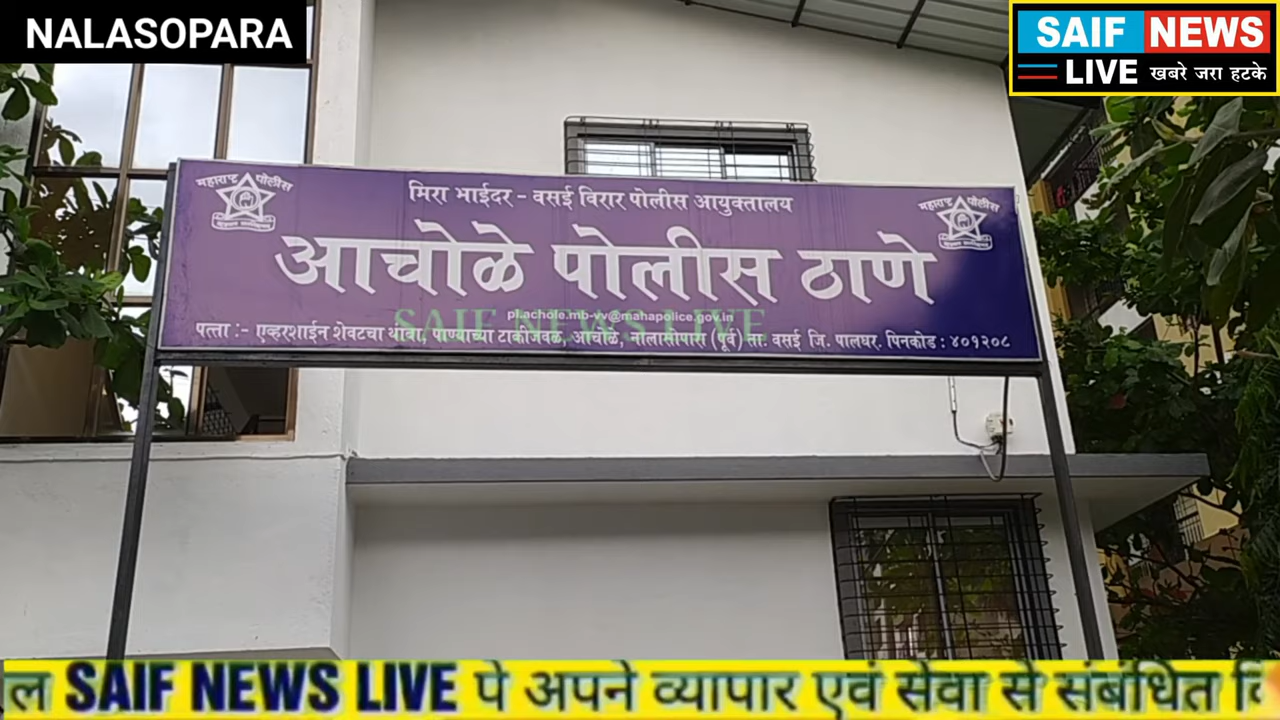 NALASOPARA
SAIF NEWS
LIVE खबरे जरा हटके
महाराष्ट्र पोलीस
महाराष्ट्र पोलीस
मिरा भाईंदर - वसई विरार पोलीस आयुक्तालय
आचोळे पोलीस ठाणे
pl.achole.mb-vv@mahapolice.gov.in
SAIF NEWS LIVE
पत्ता :- एव्हरशाईन शेवटचा थांबा, पाण्याच्या टाकीजवळ, आचोळे, नालासोपारा (पूर्व) ता. वसई जि. पालघर. पिनकोड : ४०१२०८
ल SAIF NEWS LIVE पे अपने व्यापार एवं सेवा से संबंधित वि